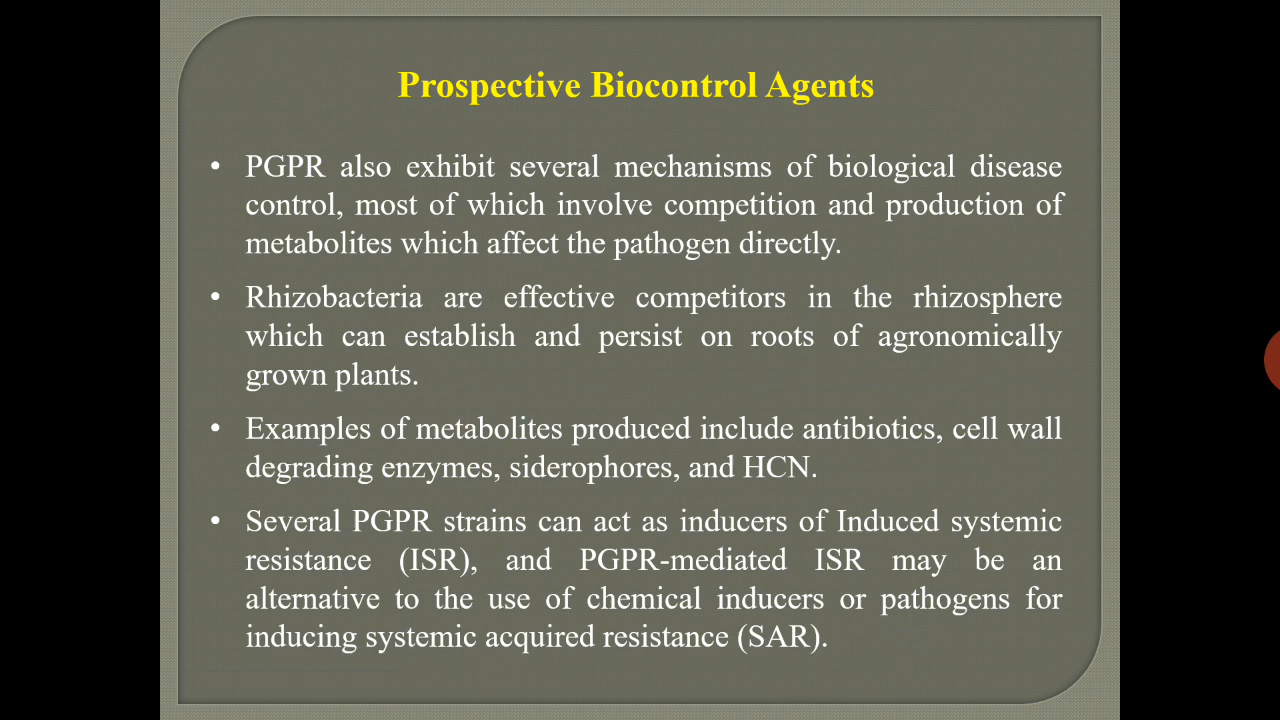 Prospective Biocontrol Agents
• PGPR also exhibit several mechanisms of biological disease
control, most of which involve competition and production of
metabolites which affect the pathogen directly.
• Rhizobacteria are effective competitors in the rhizosphere
which can establish and persist on roots of agronomically
grown plants.
• Examples of metabolites produced include antibiotics, cell wall
degrading enzymes, siderophores, and HCN.
• Several PGPR strains can act as inducers of Induced systemic
resistance (ISR), and PGPR-mediated ISR may be an
alternative to the use of chemical inducers or pathogens for
inducing systemic acquired resistance (SAR).